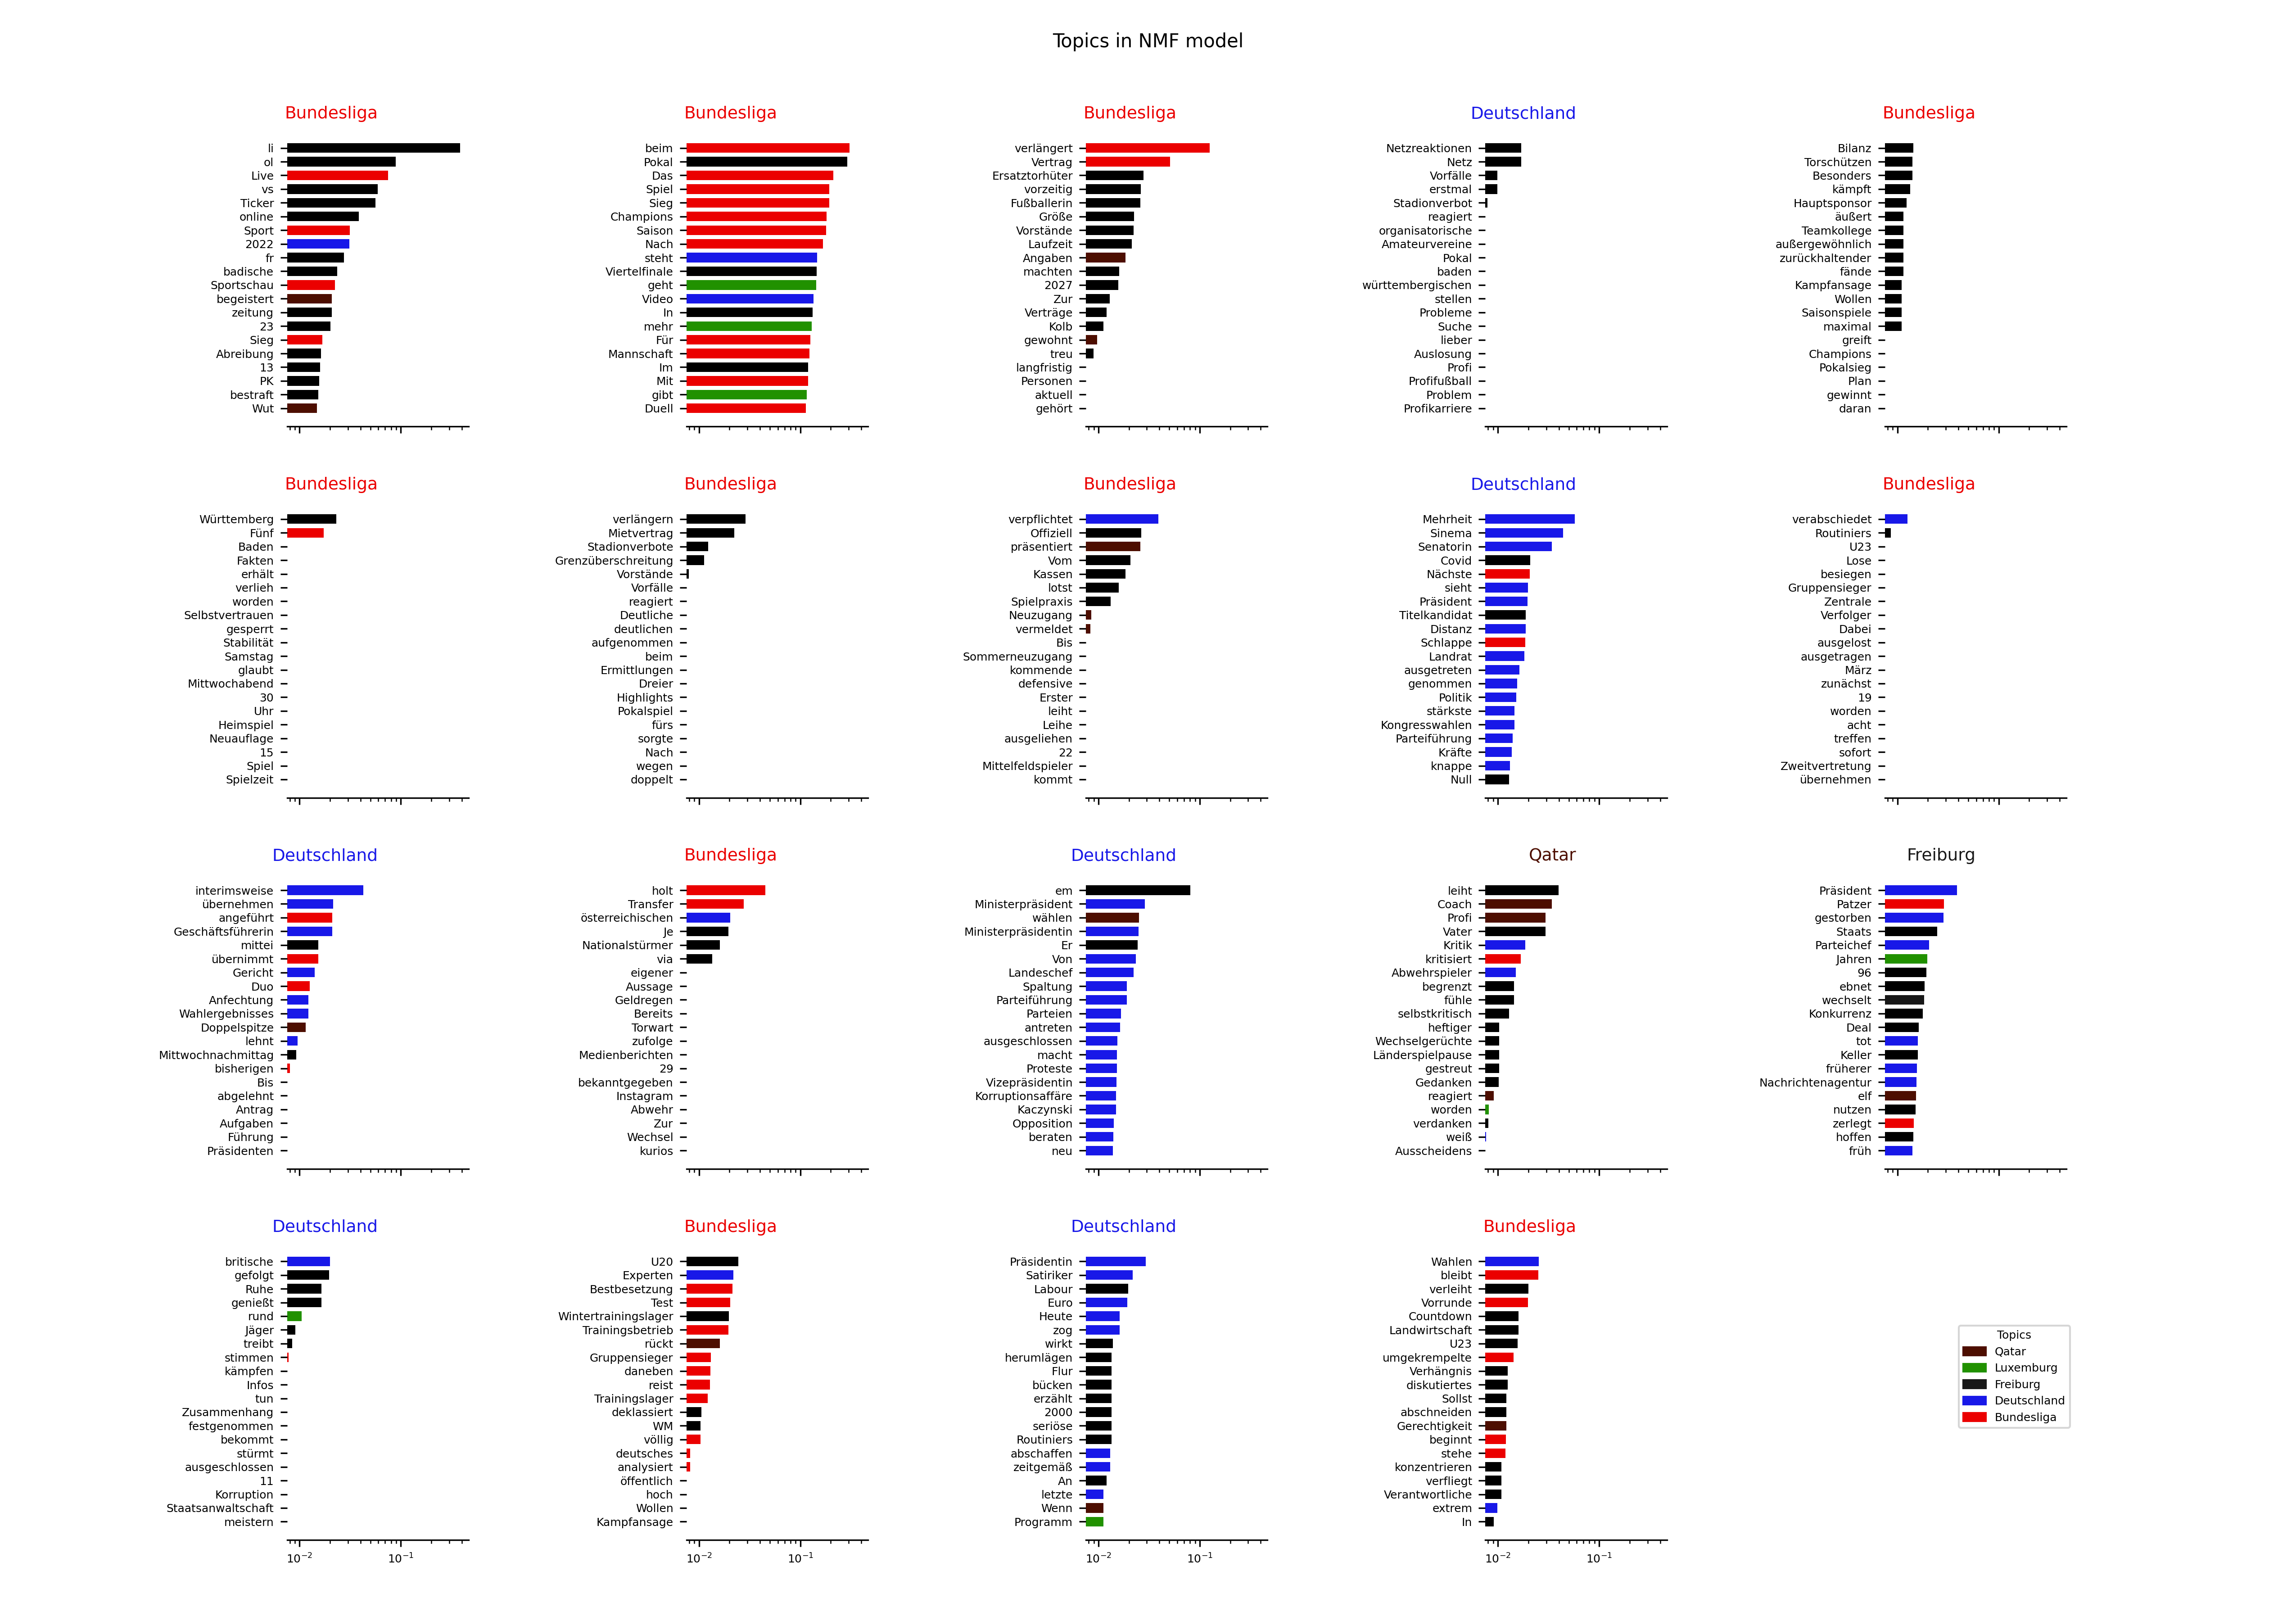 Topics in NMF model
Bundesliga
li
ol
Live
vs
Ticker
online
Sport
2022
fr
badische
Sportschau
begeistert
zeitung
23
Sieg
Abreibung
13
PK
bestraft
Wut
Bundesliga
beim
Pokal
Das
Spiel
Sieg
Champions
Saison
Nach
steht
Viertelfinale
geht
Video
In
mehr
Für
Mannschaft
Im
Mit
gibt
Duell
Bundesliga
verlängert
Vertrag
Ersatztorhüter
vorzeitig
Fußballerin
Größe
Vorstände
Laufzeit
Angaben
machten
2027
Zur
Verträge
Kolb
gewohnt
treu
langfristig
Personen
aktuell
gehört
Deutschland
Netzreaktionen
Netz
Vorfälle
erstmal
Stadionverbot
reagiert
organisatorische
Amateurvereine
Pokal
baden
württembergischen
stellen
Probleme
Suche
lieber
Auslosung
Profi
Profifußball
Problem
Profikarriere
Bundesliga
Bilanz
Torschützen
Besonders
kämpft
Hauptsponsor
äußert
Teamkollege
außergewöhnlich
zurückhaltender
fände
Kampfansage
Wollen
Saisonspiele
maximal
greift
Champions
Pokalsieg
Plan
gewinnt
daran
Bundesliga
Württemberg
Fünf
Baden
Fakten
erhält
verlieh
worden
Selbstvertrauen
gesperrt
Stabilität
Samstag
glaubt
Mittwochabend
30
Uhr
Heimspiel
Neuauflage
15
Spiel
Spielzeit
Bundesliga
verlängern
Mietvertrag
Stadionverbote
Grenzüberschreitung
Vorstände
Vorfälle
reagiert
Deutliche
deutlichen
aufgenommen
beim
Ermittlungen
Dreier
Highlights
Pokalspiel
fürs
sorgte
Nach
wegen
doppelt
Bundesliga
verpflichtet
Offiziell
präsentiert
Vom
Kassen
lotst
Spielpraxis
Neuzugang
vermeldet
Bis
Sommerneuzugang
kommende
defensive
Erster
leiht
Leihe
ausgeliehen
22
Mittelfeldspieler
kommt
Deutschland
Mehrheit
Sinema
Senatorin
Covid
Nächste
sieht
Präsident
Titelkandidat
Distanz
Schlappe
Landrat
ausgetreten
genommen
Politik
stärkste
Kongresswahlen
Parteiführung
Kräfte
knappe
Null
Bundesliga
verabschiedet
Routiniers
U23
Lose
besiegen
Gruppensieger
Zentrale
Verfolger
Dabei
ausgelost
ausgetragen
März
zunächst
19
worden
acht
treffen
sofort
Zweitvertretung
übernehmen
Deutschland
interimsweise
übernehmen
angeführt
Geschäftsführerin
mittei
übernimmt
Gericht
Duo
Anfechtung
Wahlergebnisses
Doppelspitze
lehnt
Mittwochnachmittag
bisherigen
Bis
abgelehnt
Antrag
Aufgaben
Führung
Präsidenten
Bundesliga
holt
Transfer
österreichischen
Je
Nationalstürmer
via
eigener
Aussage
Geldregen
Bereits
Torwart
zufolge
Medienberichten
29
bekanntgegeben
Instagram
Abwehr
Zur
Wechsel
kurios
Deutschland
em
Ministerpräsident
wählen
Ministerpräsidentin
Er
Von
Landeschef
Spaltung
Parteiführung
Parteien
antreten
ausgeschlossen
macht
Proteste
Vizepräsidentin
Korruptionsaffäre
Kaczynski
Opposition
beraten
neu
Qatar
leiht
Coach
Profi
Vater
Kritik
kritisiert
Abwehrspieler
begrenzt
fühle
selbstkritisch
heftiger
Wechselgerüchte
Länderspielpause
gestreut
Gedanken
reagiert
worden
verdanken
weiß
Ausscheidens
Freiburg
Präsident
Patzer
gestorben
Staats
Parteichef
Jahren
96
ebnet
wechselt
Konkurrenz
Deal
tot
Keller
früherer
Nachrichtenagentur
elf
nutzen
zerlegt
hoffen
früh
Deutschland
britische
gefolgt
Ruhe
genießt
rund
Jäger
treibt
stimmen
kämpfen
Infos
tun
Zusammenhang
festgenommen
bekommt
stürmt
ausgeschlossen
11
Korruption
Staatsanwaltschaft
meistern
10⁻² 10⁻¹
Bundesliga
U20
Experten
Bestbesetzung
Test
Wintertrainingslager
Trainingsbetrieb
rückt
Gruppensieger
daneben
reist
Trainingslager
deklassiert
WM
völlig
deutsches
analysiert
öffentlich
hoch
Wollen
Kampfansage
10⁻² 10⁻¹
Deutschland
Präsidentin
Satiriker
Labour
Euro
Heute
zog
wirkt
herumlägen
Flur
bücken
erzählt
2000
seriöse
Routiniers
abschaffen
zeitgemäß
An
letzte
Wenn
Programm
10⁻² 10⁻¹
Bundesliga
Wahlen
bleibt
verleiht
Vorrunde
Countdown
Landwirtschaft
U23
umgekrempelte
Verhängnis
diskutiertes
Sollst
abschneiden
Gerechtigkeit
beginnt
stehe
konzentrieren
verfliegt
Verantwortliche
extrem
In
10⁻² 10⁻¹
Topics
Qatar
Luxemburg
Freiburg
Deutschland
Bundesliga